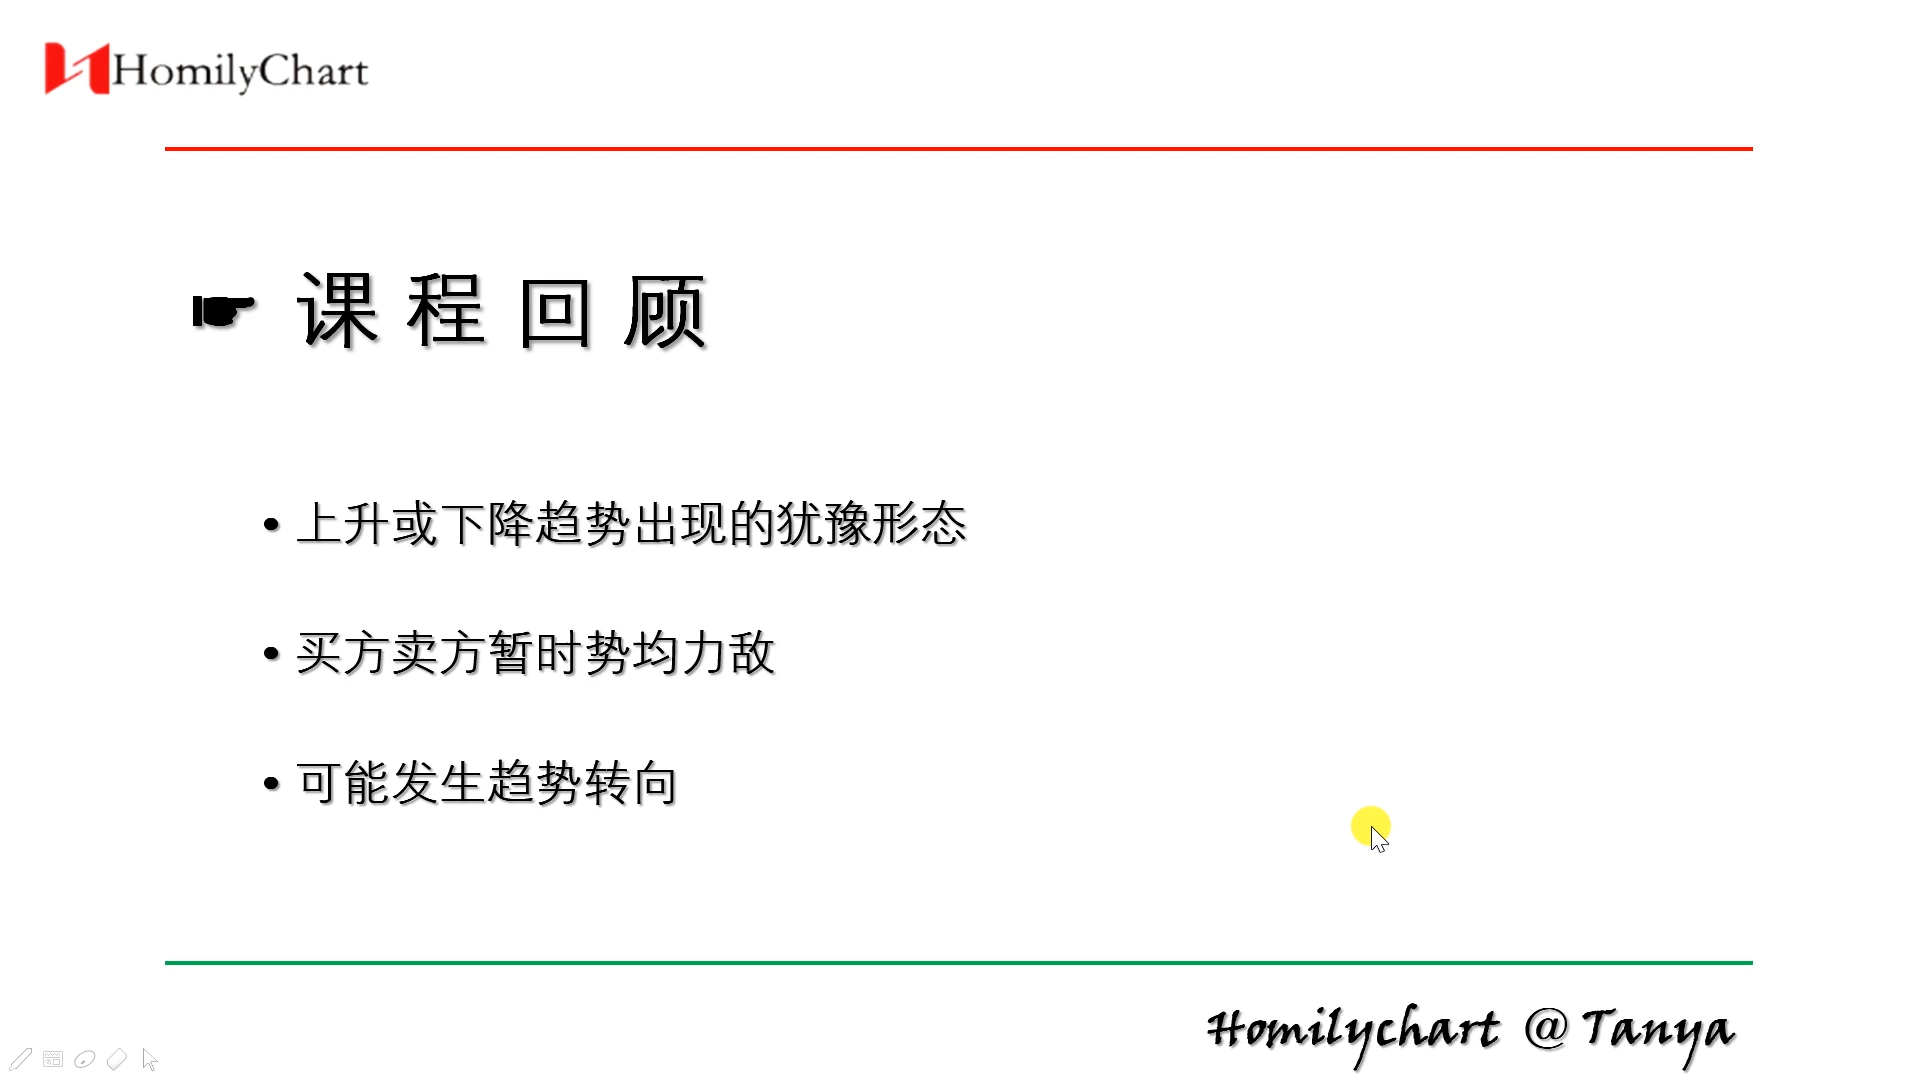 HomilyChart
☛ 课程回顾
• 上升或下降趋势出现的犹豫形态
• 买方卖方暂时势均力敌
• 可能发生趋势转向
Homilychart @ Tanya